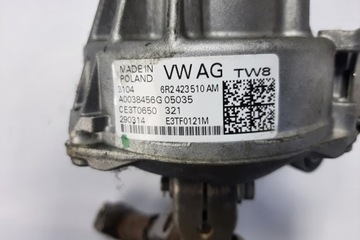 MADE IN
POLAND
VW AG
TW8
3104
6R2 423 510 AM
A0038456G 05035
CE3T0650 321
290314
E3TF0121M